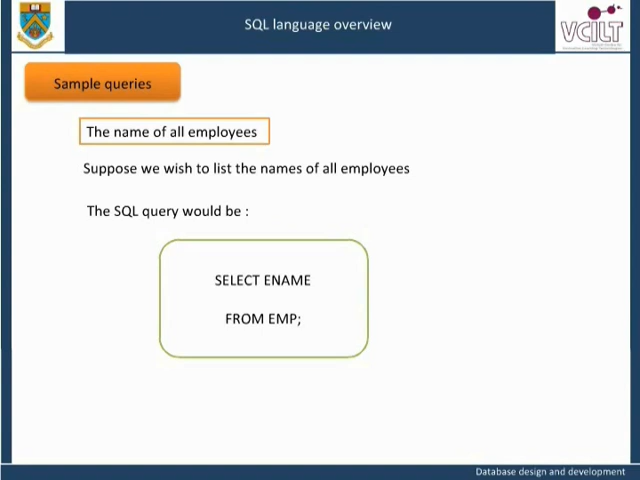 SQL language overview
VCILT
Sample queries
The name of all employees
Suppose we wish to list the names of all employees
The SQL query would be :
SELECT ENAME
FROM EMP;
Database design and development